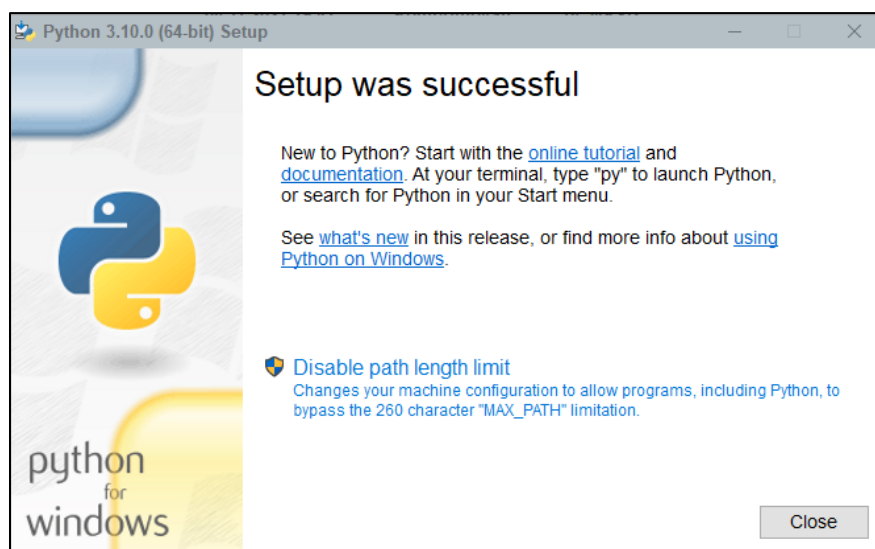 Python 3.10.0 (64-bit) Setup
Setup was successful
New to Python? Start with the online tutorial and
documentation. At your terminal, type "py" to launch Python,
or search for Python in your Start menu.
See what's new in this release, or find more info about using
Python on Windows.
Disable path length limit
Changes your machine configuration to allow programs, including Python, to
bypass the 260 character "MAX_PATH" limitation.
python
for
windows
Close